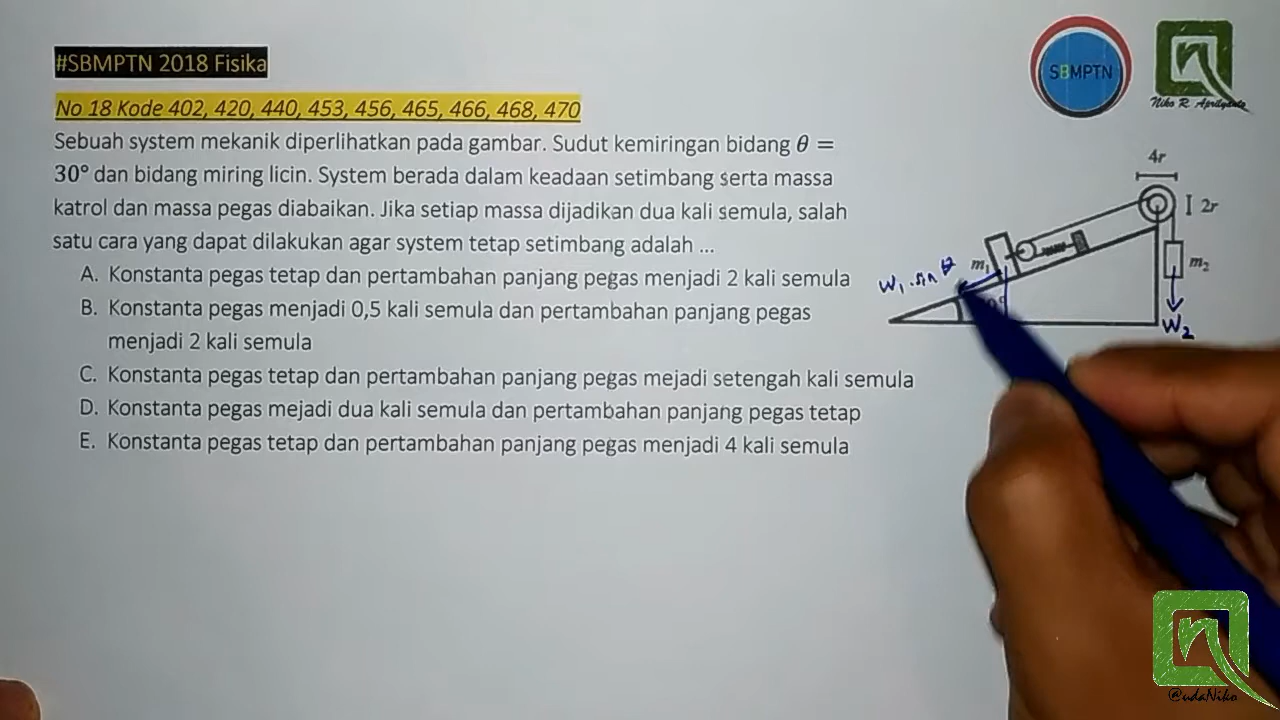 #SBMPTN 2018 Fisika
No 18 Kode 402, 420, 440, 453, 456, 465, 466, 468, 470
Sebuah system mekanik diperlihatkan pada gambar. Sudut kemiringan bidang θ =
30° dan bidang miring licin. System berada dalam keadaan setimbang serta massa
katrol dan massa pegas diabaikan. Jika setiap massa dijadikan dua kali semula, salah
satu cara yang dapat dilakukan agar system tetap setimbang adalah ...
A. Konstanta pegas tetap dan pertambahan panjang pegas menjadi 2 kali semula
B. Konstanta pegas menjadi 0,5 kali semula dan pertambahan panjang pegas
menjadi 2 kali semula
C. Konstanta pegas tetap dan pertambahan panjang pegas mejadi setengah kali semula
D. Konstanta pegas mejadi dua kali semula dan pertambahan panjang pegas tetap
E. Konstanta pegas tetap dan pertambahan panjang pegas menjadi 4 kali semula
SBMPTN
Niko R. Aprilyanto
4r
2r
m₁
m₂
W₁.sin θ
W₂
@udaNiko